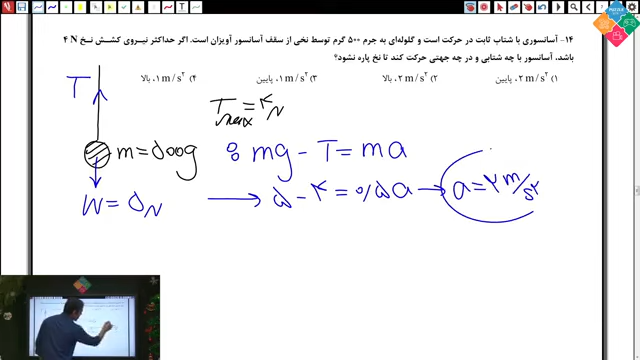 ۱۴- آسانسوری با شتاب ثابت در حرکت است و گلوله‌ای به جرم ۵۰۰ گرم توسط نخی از سقف آسانسور آویزان است. اگر حداکثر نیروی کشش نخ ۴ N
باشد. آسانسور با چه شتابی و در چه جهتی حرکت کند تا نخ پاره نشود؟
۱) ۲ m/s²، پایین ۲) ۲ m/s²، بالا ۳) ۱ m/s²، پایین ۴) ۱ m/s²، بالا
T
Tmax = ۴N
m = ۵۰۰g
mg - T = ma
W = ۵N
۵ - ۴ = ۰/۵a → a = ۲ m/s²